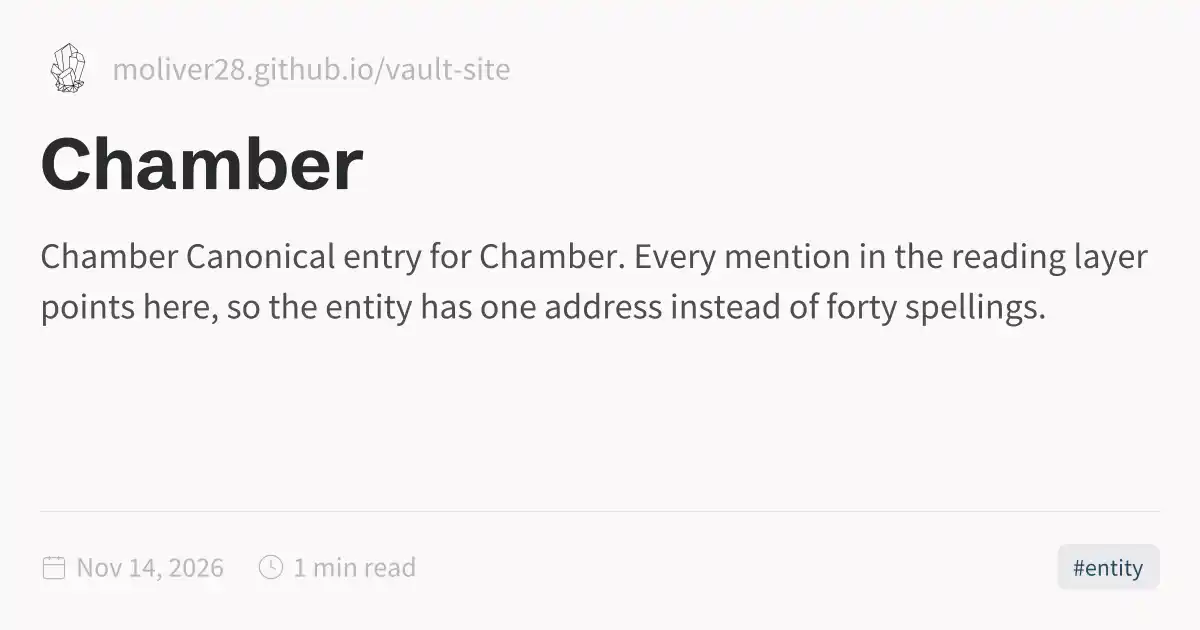 moliver28.github.io/vault-site
Chamber
Chamber Canonical entry for Chamber. Every mention in the reading layer
points here, so the entity has one address instead of forty spellings.
Nov 14, 2026
1 min read
#entity